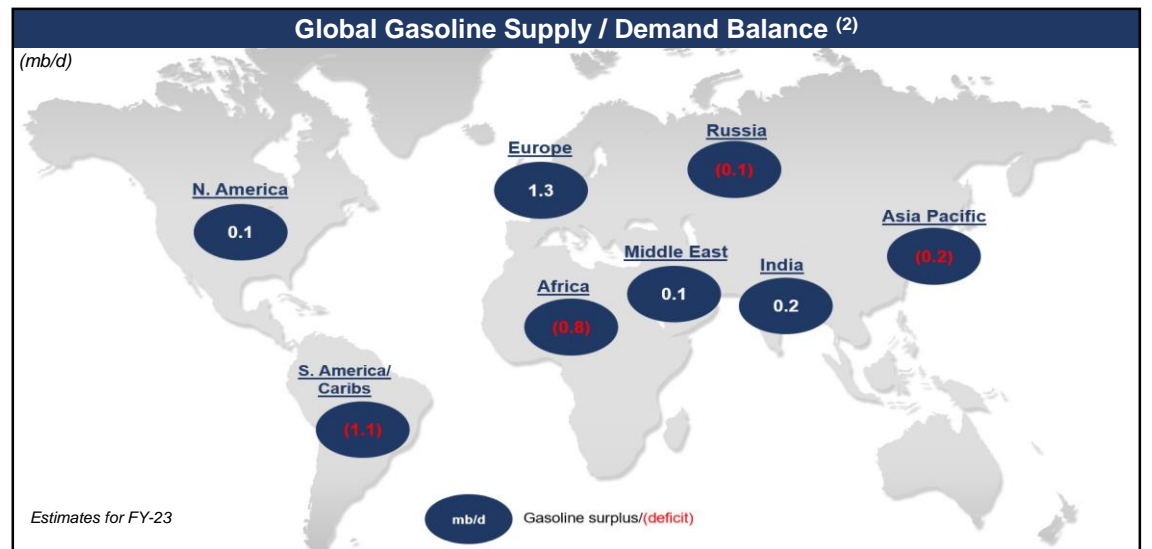 Global Gasoline Supply / Demand Balance (2)
(mb/d)
Russia
(0.1)
Europe
1.3
N. America
0.1
Asia Pacific
(0.2)
Middle East
0.1
India
0.2
Africa
(0.8)
S. America/
Caribs
(1.1)
Estimates for FY-23
mb/d
Gasoline surplus/(deficit)